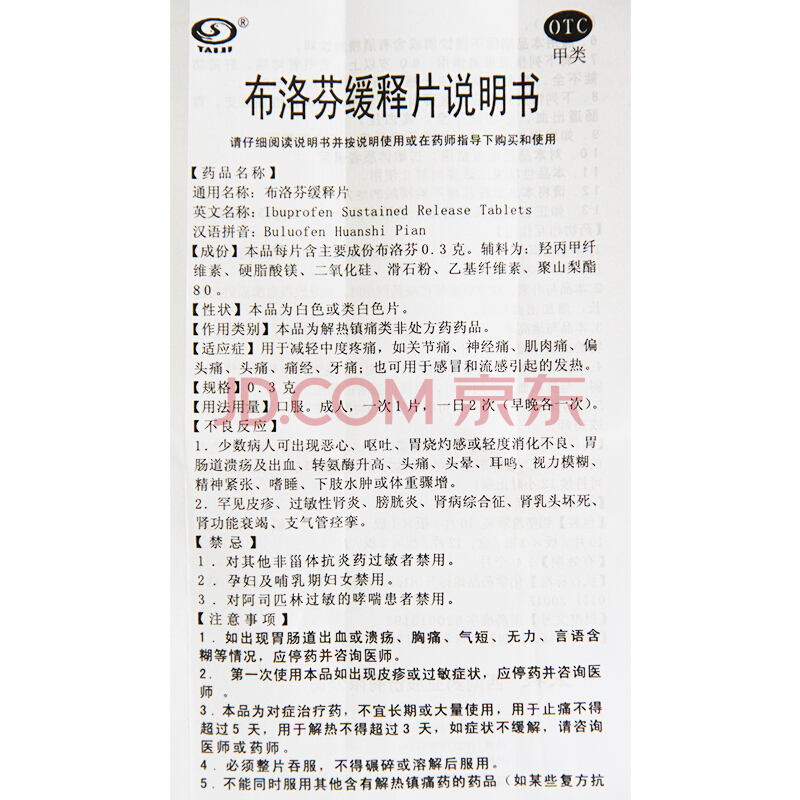 TAIJI ®
OTC
甲类
布洛芬缓释片说明书
请仔细阅读说明书并按说明使用或在药师指导下购买和使用
【药品名称】
通用名称：布洛芬缓释片
英文名称：Ibuprofen Sustained Release Tablets
汉语拼音：Buluofen Huanshi Pian
【成份】本品每片含主要成份布洛芬0.3克。辅料为：羟丙甲纤
维素、硬脂酸镁、二氧化硅、滑石粉、乙基纤维素、聚山梨酯
80。
【性状】本品为白色或类白色片。
【作用类别】本品为解热镇痛类非处方药药品。
【适应症】用于减轻中度疼痛，如关节痛、神经痛、肌肉痛、偏
头痛、头痛、痛经、牙痛；也可用于感冒和流感引起的发热。
【规格】0.3克
JD.COM 京东
【用法用量】口服。成人，一次1片，一日2次（早晚各一次）。
【不良反应】
1．少数病人可出现恶心、呕吐、胃烧灼感或轻度消化不良、胃
肠道溃疡及出血、转氨酶升高、头痛、头晕、耳鸣、视力模糊、
精神紧张、嗜睡、下肢水肿或体重骤增。
2．罕见皮疹、过敏性肾炎、膀胱炎、肾病综合征、肾乳头坏死、
肾功能衰竭、支气管痉挛。
【禁忌】
1．对其他非甾体抗炎药过敏者禁用。
2．孕妇及哺乳期妇女禁用。
3．对阿司匹林过敏的哮喘患者禁用。
【注意事项】
1．如出现胃肠道出血或溃疡、胸痛、气短、无力、言语含
糊等情况，应停药并咨询医师。
2． 第一次使用本品如出现皮疹或过敏症状，应停药并咨询医
师 。
3．本品为对症治疗药，不宜长期或大量使用，用于止痛不得
超过5天，用于解热不得超过3天，如症状不缓解，请咨询
医师或药师。
4．必须整片吞服，不得碾碎或溶解后服用。
5．不能同时服用其他含有解热镇痛药的药品（如某些复方抗